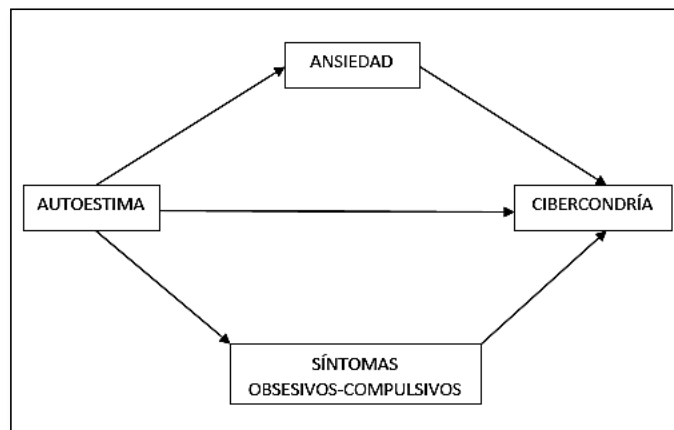 ANSIEDAD
AUTOESTIMA
CIBERCONDRÍA
SÍNTOMAS
OBSESIVOS-COMPULSIVOS